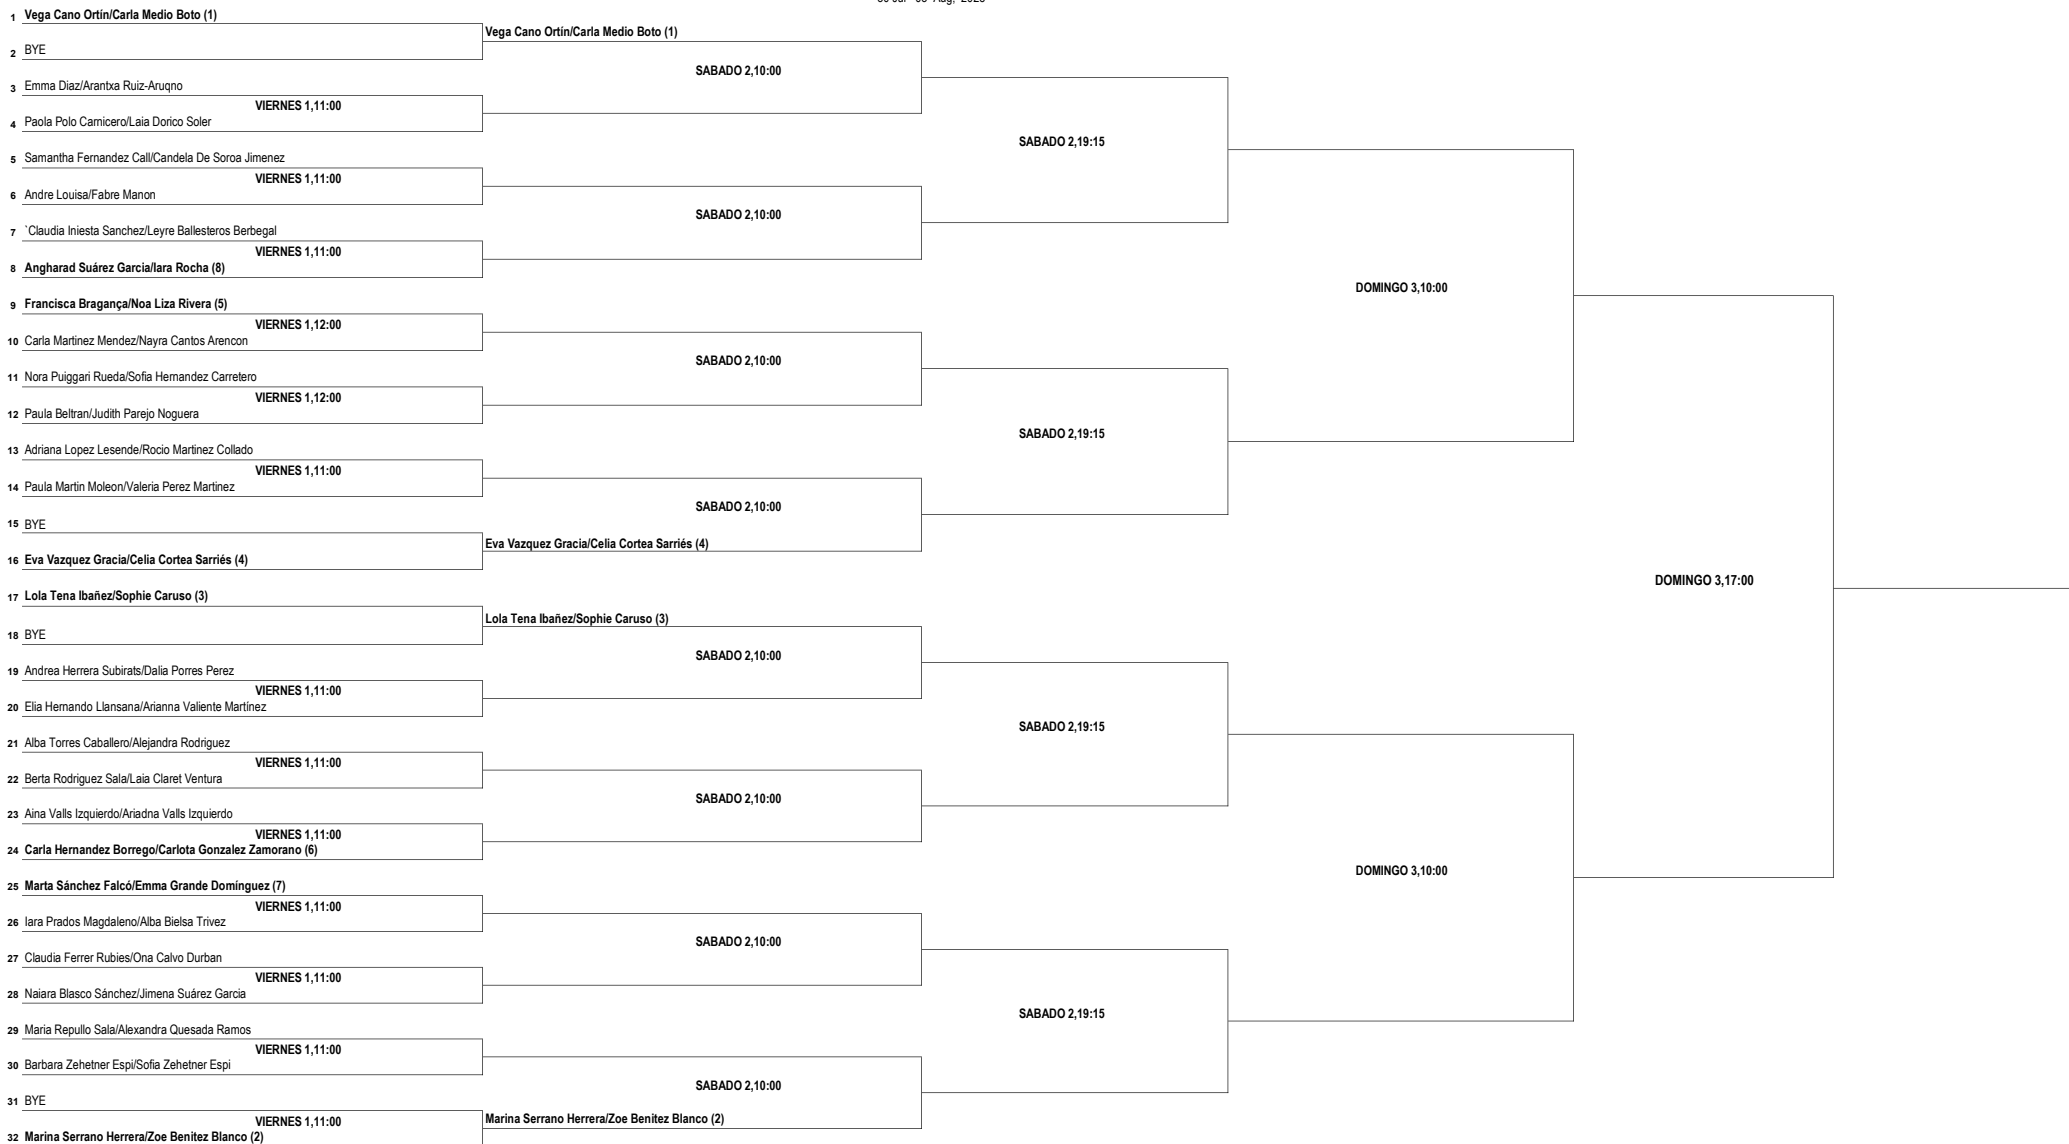 1 Vega Cano Ortín/Carla Medio Boto (1)
Vega Cano Ortín/Carla Medio Boto (1)
2 BYE
SABADO 2,10:00
3 Emma Diaz/Arantxa Ruiz-Aruqno
VIERNES 1,11:00
4 Paola Polo Carnicero/Laia Dorico Soler
SABADO 2,19:15
5 Samantha Fernandez Call/Candela De Soroa Jimenez
VIERNES 1,11:00
6 Andre Louisa/Fabre Manon
SABADO 2,10:00
7 `Claudia Iniesta Sanchez/Leyre Ballesteros Berbegal
VIERNES 1,11:00
8 Angharad Suárez Garcia/Iara Rocha (8)
DOMINGO 3,10:00
9 Francisca Bragança/Noa Liza Rivera (5)
VIERNES 1,12:00
10 Carla Martinez Mendez/Nayra Cantos Arencon
SABADO 2,10:00
11 Nora Puiggari Rueda/Sofia Hernandez Carretero
VIERNES 1,12:00
12 Paula Beltran/Judith Parejo Noguera
SABADO 2,19:15
13 Adriana Lopez Lesende/Rocio Martinez Collado
VIERNES 1,11:00
14 Paula Martin Moleon/Valeria Perez Martinez
SABADO 2,10:00
15 BYE
Eva Vazquez Gracia/Celia Cortea Sarriés (4)
16 Eva Vazquez Gracia/Celia Cortea Sarriés (4)
DOMINGO 3,17:00
17 Lola Tena Ibañez/Sophie Caruso (3)
Lola Tena Ibañez/Sophie Caruso (3)
18 BYE
SABADO 2,10:00
19 Andrea Herrera Subirats/Dalia Porres Perez
VIERNES 1,11:00
20 Elia Hernando Llansana/Arianna Valiente Martínez
SABADO 2,19:15
21 Alba Torres Caballero/Alejandra Rodriguez
VIERNES 1,11:00
22 Berta Rodriguez Sala/Laia Claret Ventura
SABADO 2,10:00
23 Aina Valls Izquierdo/Ariadna Valls Izquierdo
VIERNES 1,11:00
24 Carla Hernandez Borrego/Carlota Gonzalez Zamorano (6)
DOMINGO 3,10:00
25 Marta Sánchez Falcó/Emma Grande Domínguez (7)
VIERNES 1,11:00
26 Iara Prados Magdaleno/Alba Bielsa Trivez
SABADO 2,10:00
27 Claudia Ferrer Rubies/Ona Calvo Durban
VIERNES 1,11:00
28 Naiara Blasco Sánchez/Jimena Suárez Garcia
SABADO 2,19:15
29 Maria Repullo Sala/Alexandra Quesada Ramos
VIERNES 1,11:00
30 Barbara Zehetner Espi/Sofia Zehetner Espi
SABADO 2,10:00
31 BYE
VIERNES 1,11:00
Marina Serrano Herrera/Zoe Benitez Blanco (2)
32 Marina Serrano Herrera/Zoe Benitez Blanco (2)